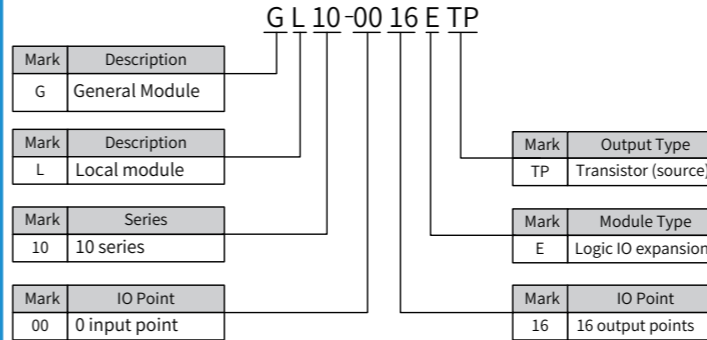 G L 10-00 16 E TP
Mark Description
G General Module
Mark Description
L Local module
Mark Series
10 10 series
Mark IO Point
00 0 input point
Mark Output Type
TP Transistor (source)
Mark Module Type
E Logic IO expansion
Mark IO Point
16 16 output points